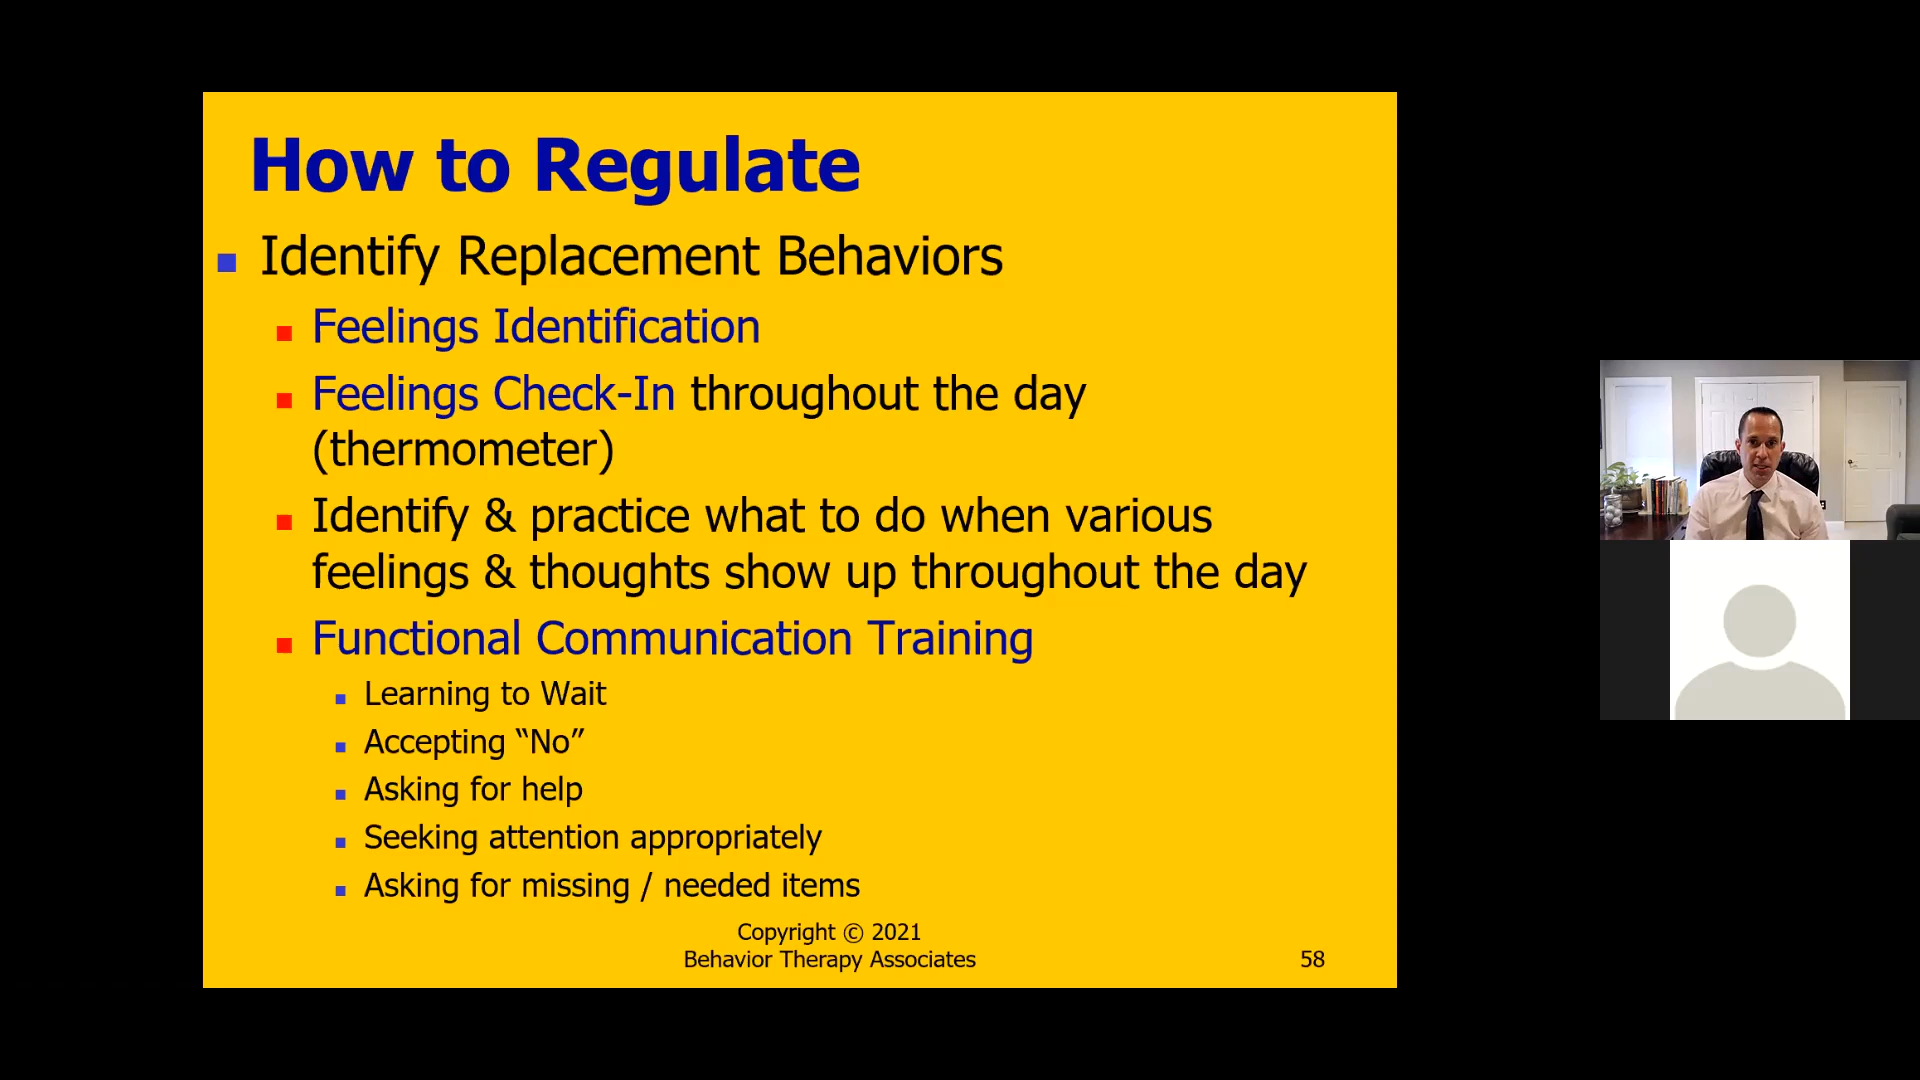 How to Regulate
Identify Replacement Behaviors
Feelings Identification
Feelings Check-In throughout the day
(thermometer)
Identify & practice what to do when various
feelings & thoughts show up throughout the day
Functional Communication Training
Learning to Wait
Accepting “No”
Asking for help
Seeking attention appropriately
Asking for missing / needed items
Copyright © 2021
Behavior Therapy Associates
58